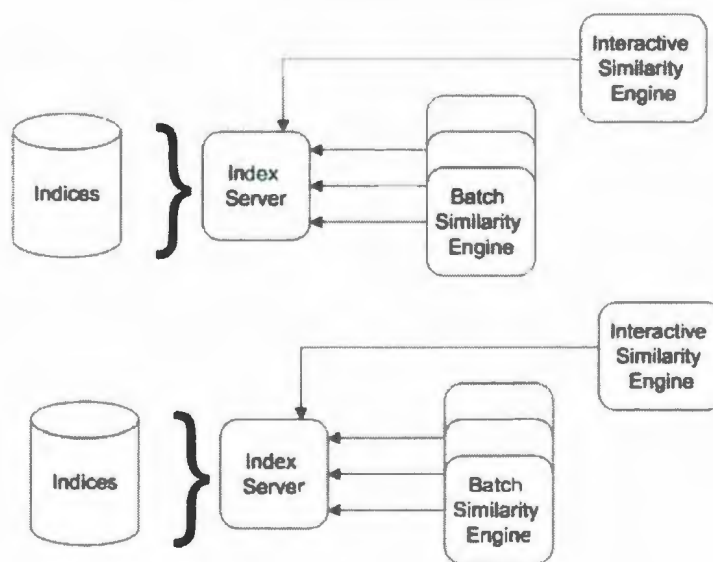 Interactive
Similarity
Engine
Indices
Index
Server
Batch
Similarity
Engine
Interactive
Similarity
Engine
Indices
Index
Server
Batch
Similarity
Engine